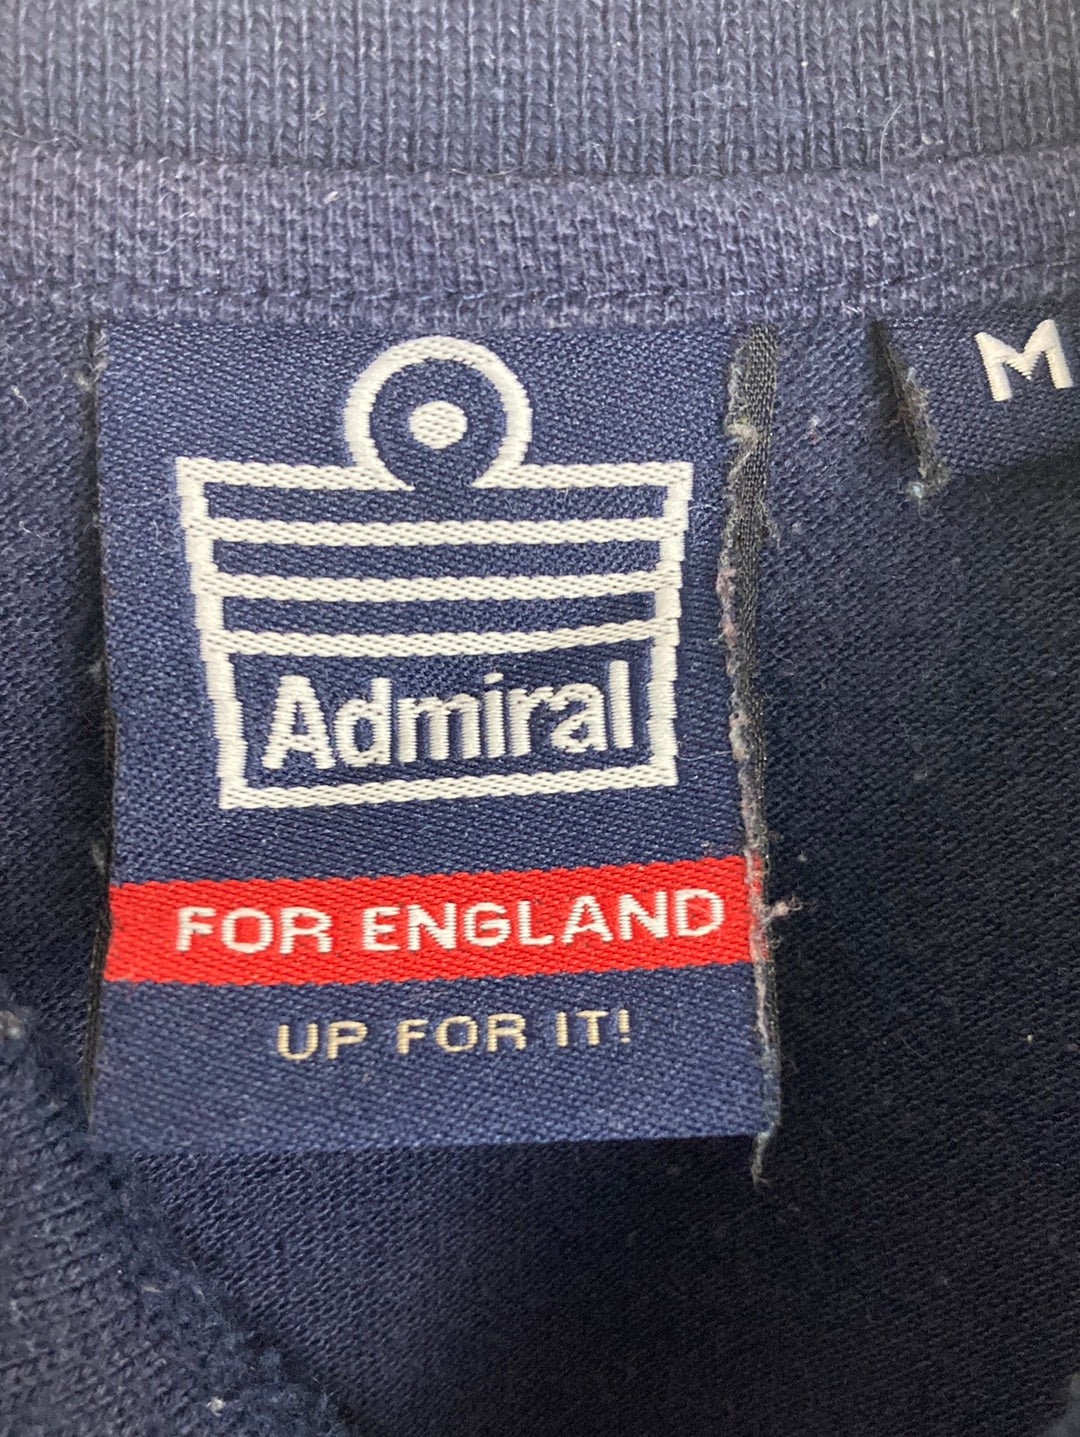 M
Admiral
FOR ENGLAND
UP FOR IT!